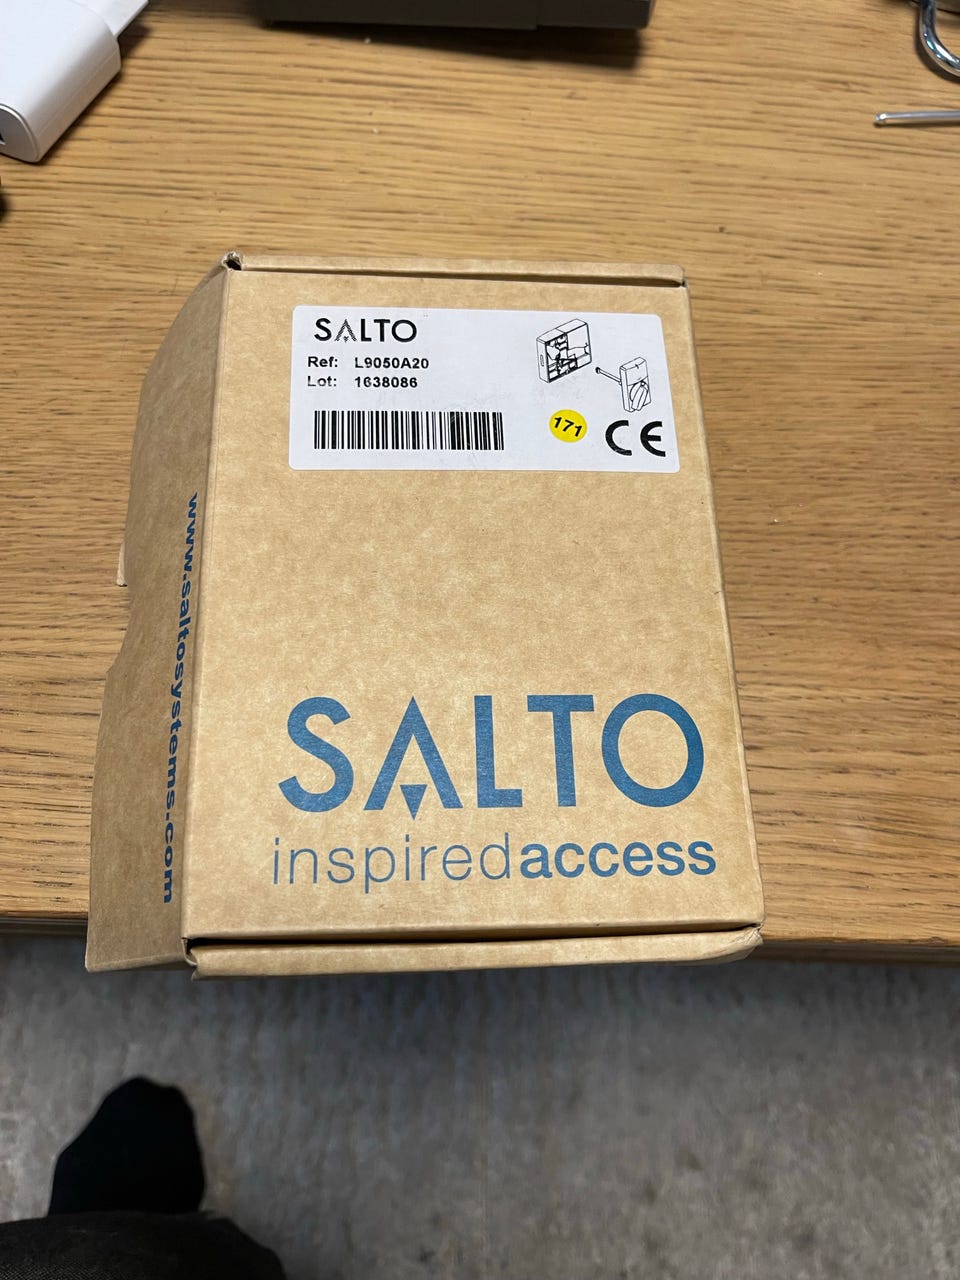 SALTO
Ref: L9050A20
Lot: 1638086
171
CE
www.saltosystems.com
SALTO
inspiredaccess